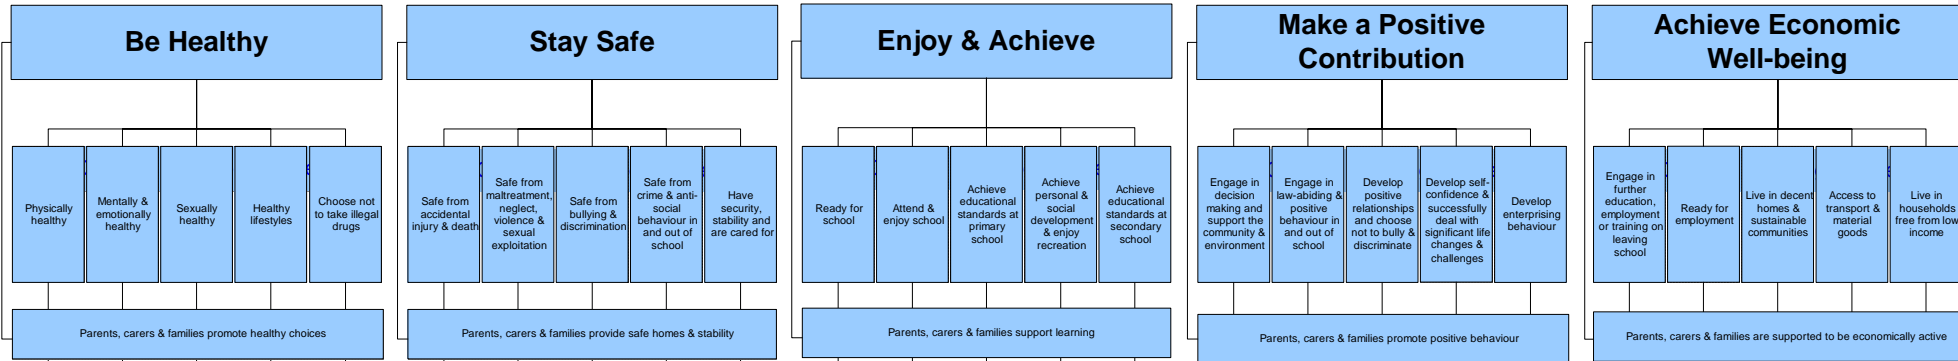 Be Healthy
Physically
healthy
Mentally &
emotionally
healthy
Sexually
healthy
Healthy
lifestyles
Choose not
to take illegal
drugs
Parents, carers & families promote healthy choices
Stay Safe
Safe from
accidental
injury & death
Safe from
maltreatment,
neglect,
violence &
sexual
exploitation
Safe from
bullying &
discrimination
Safe from
crime & anti-
social
behaviour in
and out of
school
Have
security,
stability and
are cared for
Parents, carers & families provide safe homes & stability
Enjoy & Achieve
Ready for
school
Attend &
enjoy school
Achieve
educational
standards at
primary
school
Achieve
personal &
social
development
& enjoy
recreation
Achieve
educational
standards at
secondary
school
Parents, carers & families support learning
Make a Positive
Contribution
Engage in
decision
making and
support the
community &
environment
Engage in
law-abiding &
positive
behaviour in
and out of
school
Develop
positive
relationships
and choose
not to bully &
discriminate
Develop self-
confidence &
successfully
deal with
significant life
changes &
challenges
Develop
enterprising
behaviour
Parents, carers & families promote positive behaviour
Achieve Economic
Well-being
Engage in
further
education,
employment
or training on
leaving
school
Ready for
employment
Live in decent
homes &
sustainable
communities
Access to
transport &
material
goods
Live in
households
free from low
income
Parents, carers & families are supported to be economically active